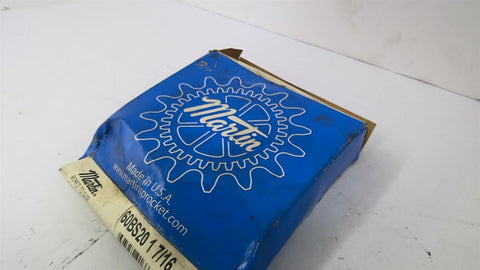 Martin
Made in U.S.A.
www.martinsprocket.com
Martin
60BS20 1 7/16